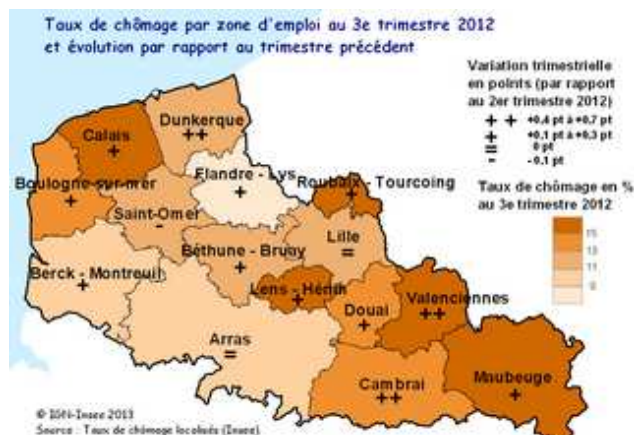 Taux de chômage par zone d'emploi au 3e trimestre 2012
et évolution par rapport au trimestre précédent
Variation trimestrielle
en points (par rapport
au 2er trimestre 2012)
++ +0,4 pt à +0,7 pt
+ +0,1 pt à +0,3 pt
= 0 pt
- -0,1 pt
Taux de chômage en %
au 3e trimestre 2012
15
13
11
9
Dunkerque
++
Calais
+
Flandre - Lys
+
Boulogne-sur-mer
+
Roubaix - Tourcoing
+
Saint-Omer
-
Lille
=
Béthune - Bruay
+
Berck - Montreuil
+
Lens - Hénin
+
Valenciennes
++
Douai
+
Arras
=
Cambrai
++
Maubeuge
+
© IGN-Insee 2013
Source : Taux de chômage localisés (Insee)